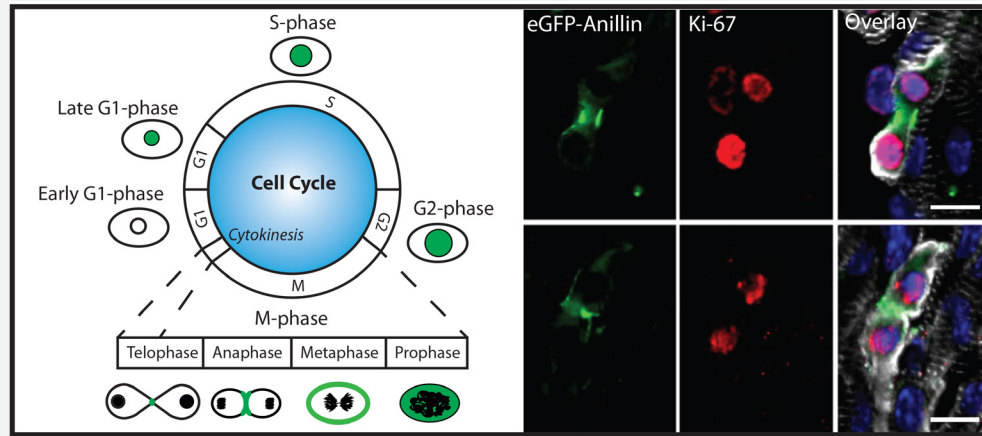 S-phase
Late G1-phase
Early G1-phase
G2-phase
S
G1
G1
G2
M
Cell Cycle
Cytokinesis
M-phase
Telophase
Anaphase
Metaphase
Prophase
eGFP-Anillin
Ki-67
Overlay